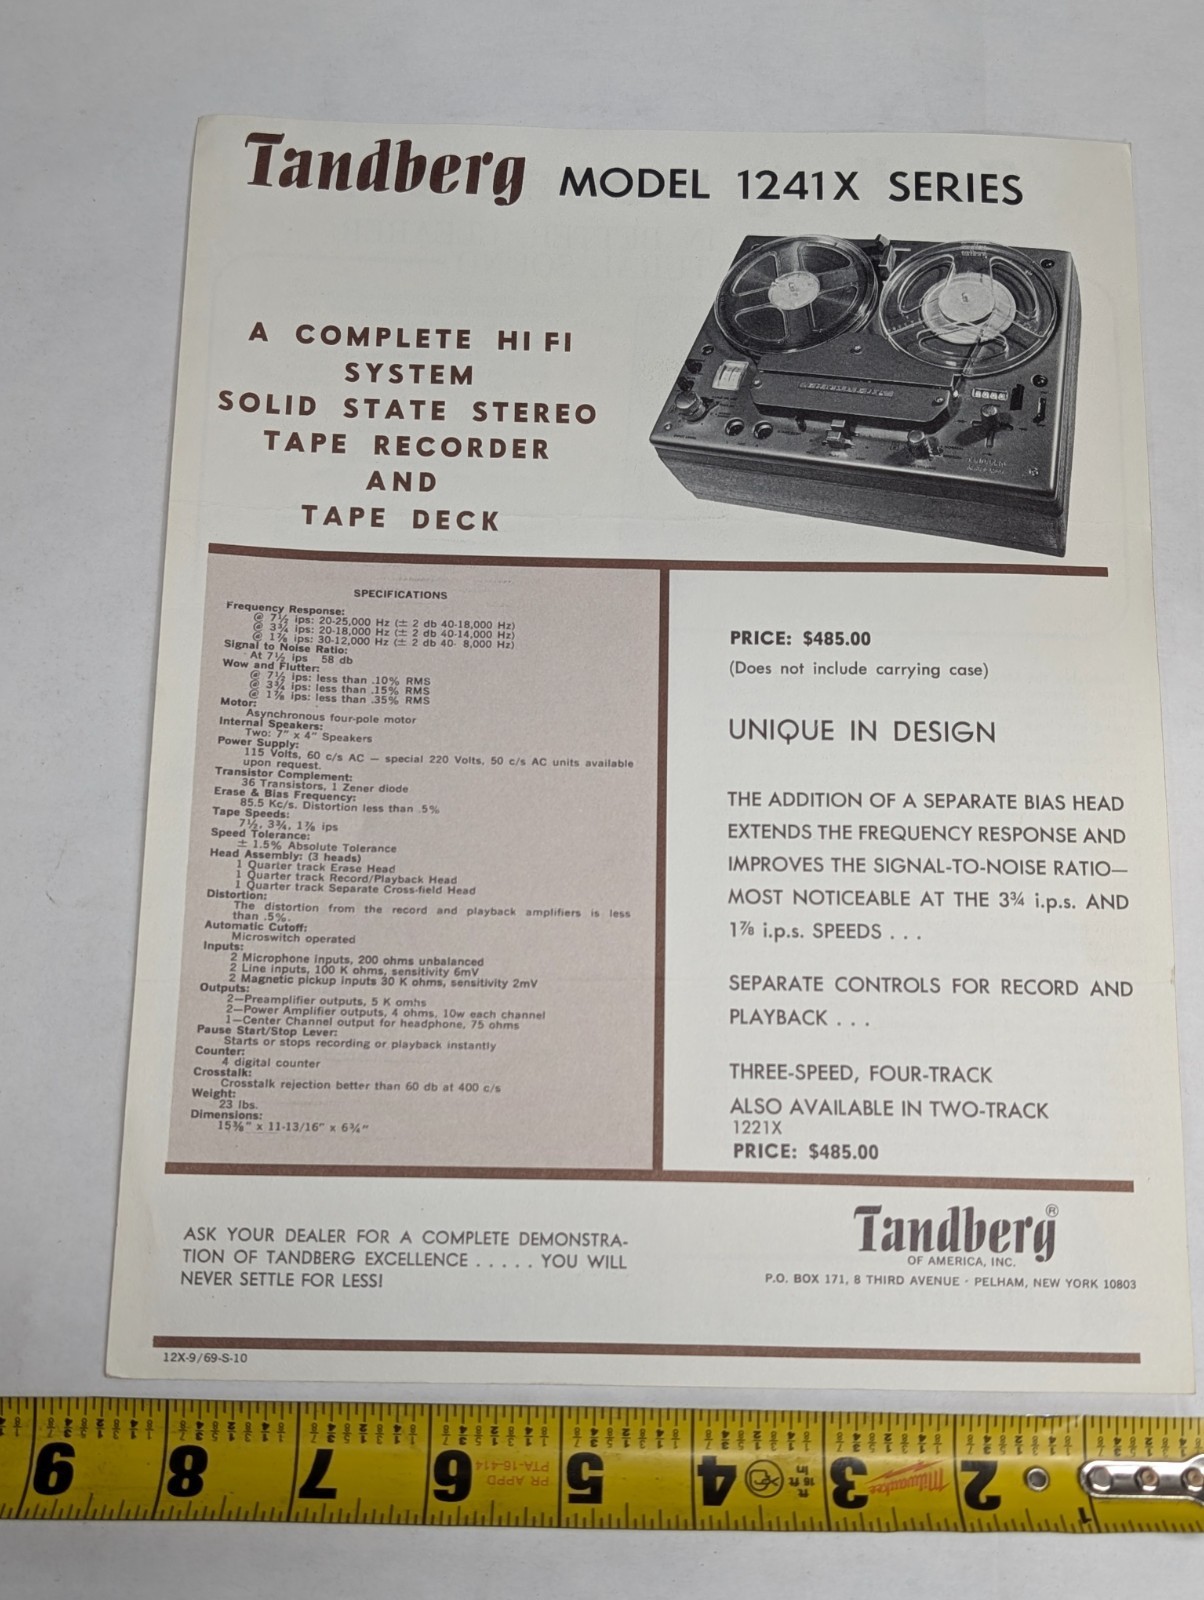 Tandberg MODEL 1241X SERIES
A COMPLETE HI FI
SYSTEM
SOLID STATE STEREO
TAPE RECORDER
AND
TAPE DECK
SPECIFICATIONS
Frequency Response:
@ 7½ ips: 20-25,000 Hz (± 2 db 40-18,000 Hz)
@ 3¾ ips: 20-18,000 Hz (± 2 db 40-14,000 Hz)
@ 1⅞ ips: 30-12,000 Hz (± 2 db 40- 8,000 Hz)
Signal to Noise Ratio:
At 7½ ips 58 db
Wow and Flutter:
@ 7½ ips: less than .10% RMS
@ 3¾ ips: less than .15% RMS
@ 1⅞ ips: less than .35% RMS
Motor:
Asynchronous four-pole motor
Internal Speakers:
Two: 7" x 4" Speakers
Power Supply:
115 Volts, 60 c/s AC — special 220 Volts, 50 c/s AC units available
upon request.
Transistor Complement:
36 Transistors, 1 Zener diode
Erase & Bias Frequency:
85.5 Kc/s. Distortion less than .5%
Tape Speeds:
7½, 3¾, 1⅞ ips
Speed Tolerance:
± 1.5% Absolute Tolerance
Head Assembly: (3 heads)
1 Quarter track Erase Head
1 Quarter track Record/Playback Head
1 Quarter track Separate Cross-field Head
Distortion:
The distortion from the record and playback amplifiers is less
than .5%.
Automatic Cutoff:
Microswitch operated
Inputs:
2 Microphone inputs, 200 ohms unbalanced
2 Line inputs, 100 K ohms, sensitivity 6mV
2 Magnetic pickup inputs 30 K ohms, sensitivity 2mV
Outputs:
2—Preamplifier outputs, 5 K omhs
2—Power Amplifier outputs, 4 ohms, 10w each channel
1—Center Channel output for headphone, 75 ohms
Pause Start/Stop Lever:
Starts or stops recording or playback instantly
Counter:
4 digital counter
Crosstalk:
Crosstalk rejection better than 60 db at 400 c/s
Weight:
23 lbs.
Dimensions:
15⅜" x 11-13/16" x 6¾"
PRICE: $485.00
(Does not include carrying case)
UNIQUE IN DESIGN
THE ADDITION OF A SEPARATE BIAS HEAD
EXTENDS THE FREQUENCY RESPONSE AND
IMPROVES THE SIGNAL-TO-NOISE RATIO—
MOST NOTICEABLE AT THE 3¾ i.p.s. AND
1⅞ i.p.s. SPEEDS . . .
SEPARATE CONTROLS FOR RECORD AND
PLAYBACK . . .
THREE-SPEED, FOUR-TRACK
ALSO AVAILABLE IN TWO-TRACK
1221X
PRICE: $485.00
ASK YOUR DEALER FOR A COMPLETE DEMONSTRA-
TION OF TANDBERG EXCELLENCE . . . . . YOU WILL
NEVER SETTLE FOR LESS!
Tandberg®
OF AMERICA, INC.
P.O. BOX 171, 8 THIRD AVENUE · PELHAM, NEW YORK 10803
12X-9/69-S-10
9 8 7 6 5 4 3 2 1
PR APPD
PTA-16-414
16 ft
Milwaukee